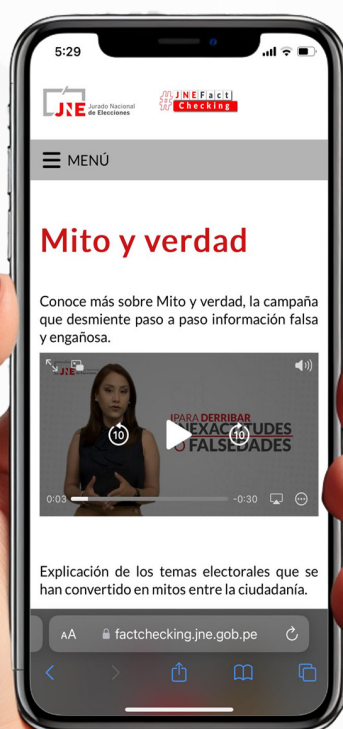 5:29
JNE Jurado Nacional
de Elecciones
#JNEFact
Checking
MENÚ
Mito y verdad
Conoce más sobre Mito y verdad, la campaña
que desmiente paso a paso información falsa
y engañosa.
JNE
¡PARA DERRIBAR
INEXACTITUDES
O FALSEDADES
10
10
0:03
-0:30
Explicación de los temas electorales que se
han convertido en mitos entre la ciudadanía.
AA factchecking.jne.gob.pe